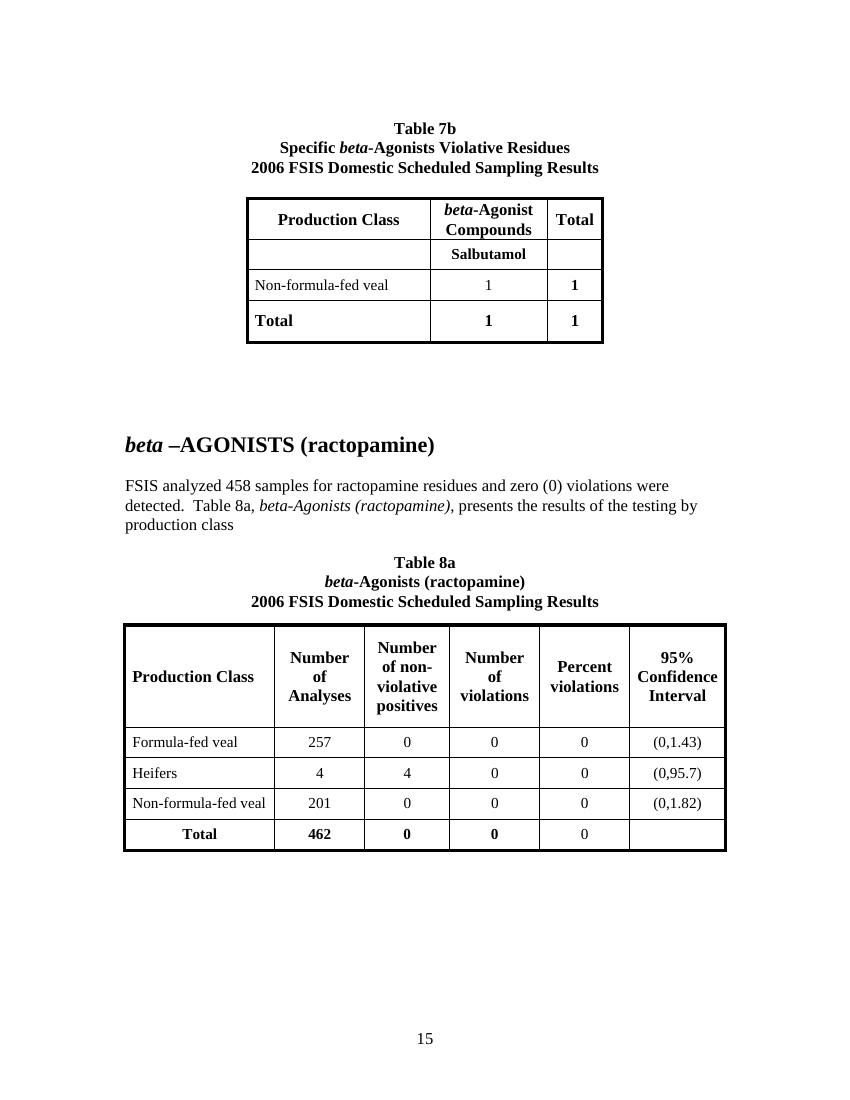 Table 7b
Specific beta-Agonists Violative Residues
2006 FSIS Domestic Scheduled Sampling Results
Production Class beta-Agonist Compounds Total
Salbutamol
Non-formula-fed veal 1 1
Total 1 1
beta –AGONISTS (ractopamine)
FSIS analyzed 458 samples for ractopamine residues and zero (0) violations were
detected.  Table 8a, beta-Agonists (ractopamine), presents the results of the testing by
production class
Table 8a
beta-Agonists (ractopamine)
2006 FSIS Domestic Scheduled Sampling Results
Production Class Number of Analyses Number of non-violative positives Number of violations Percent violations 95% Confidence Interval
Formula-fed veal 257 0 0 0 (0,1.43)
Heifers 4 4 0 0 (0,95.7)
Non-formula-fed veal 201 0 0 0 (0,1.82)
Total 462 0 0 0
15